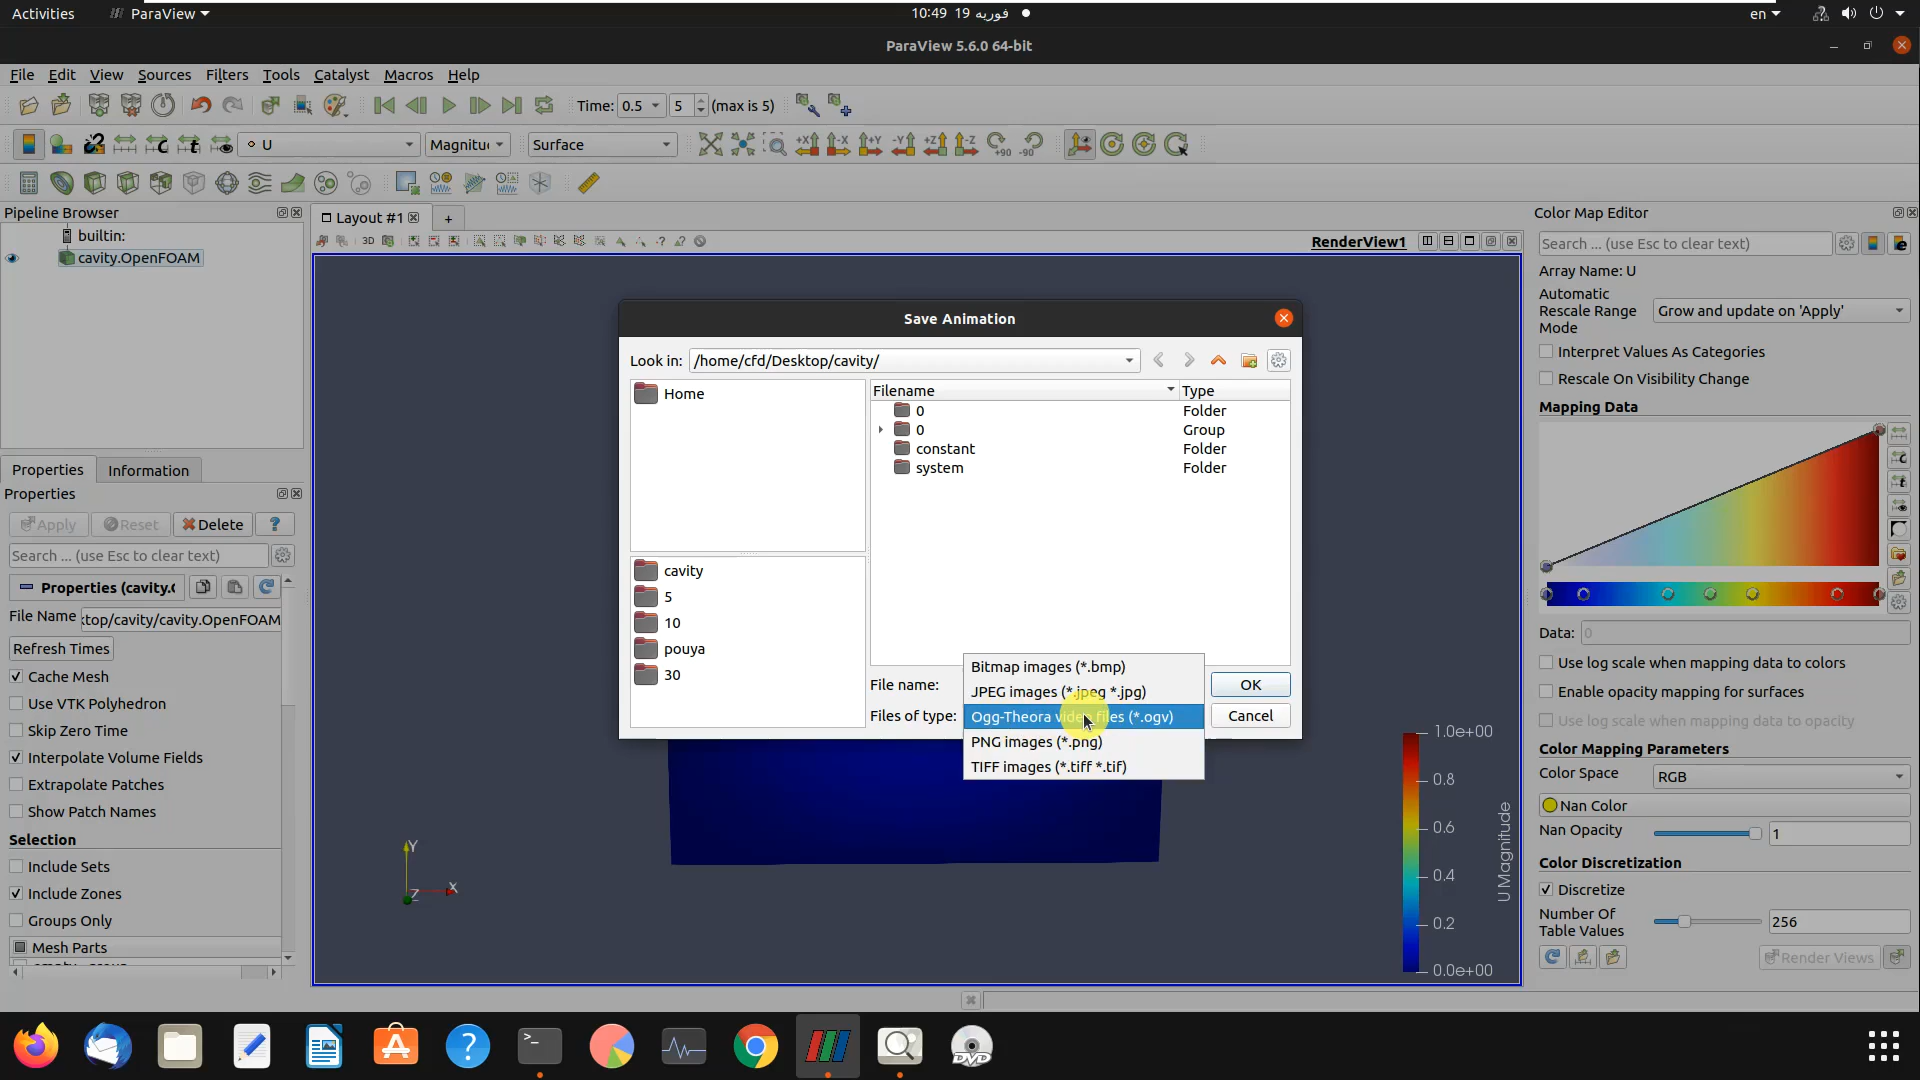 Activities
ParaView
10:49 19 فوریه
en
ParaView 5.6.0 64-bit
File Edit View Sources Filters Tools Catalyst Macros Help
Time: 0.5 5 (max is 5)
U Magnituc Surface
+X -X +Y -Y +Z -Z +90 -90
Pipeline Browser
builtin:
cavity.OpenFOAM
Layout #1 +
3D
RenderView1
Properties Information
Properties
Apply Reset Delete ?
Search ... (use Esc to clear text)
Properties (cavity.C
File Name top/cavity/cavity.OpenFOAM
Refresh Times
Cache Mesh
Use VTK Polyhedron
Skip Zero Time
Interpolate Volume Fields
Extrapolate Patches
Show Patch Names
Selection
Include Sets
Include Zones
Groups Only
Mesh Parts
Save Animation
Look in: /home/cfd/Desktop/cavity/
Home
cavity
5
10
pouya
30
Filename Type
0 Folder
0 Group
constant Folder
system Folder
File name:
Files of type:
Bitmap images (*.bmp)
JPEG images (*.jpeg *.jpg)
Ogg-Theora video files (*.ogv)
PNG images (*.png)
TIFF images (*.tiff *.tif)
OK
Cancel
Y
X
Z
1.0e+00
0.8
0.6
0.4
0.2
0.0e+00
U Magnitude
Color Map Editor
Search ... (use Esc to clear text)
Array Name: U
Automatic
Rescale Range
Mode
Grow and update on 'Apply'
Interpret Values As Categories
Rescale On Visibility Change
Mapping Data
Data: 0
Use log scale when mapping data to colors
Enable opacity mapping for surfaces
Use log scale when mapping data to opacity
Color Mapping Parameters
Color Space RGB
Nan Color
Nan Opacity 1
Color Discretization
Discretize
Number Of
Table Values
256
Render Views
DVD